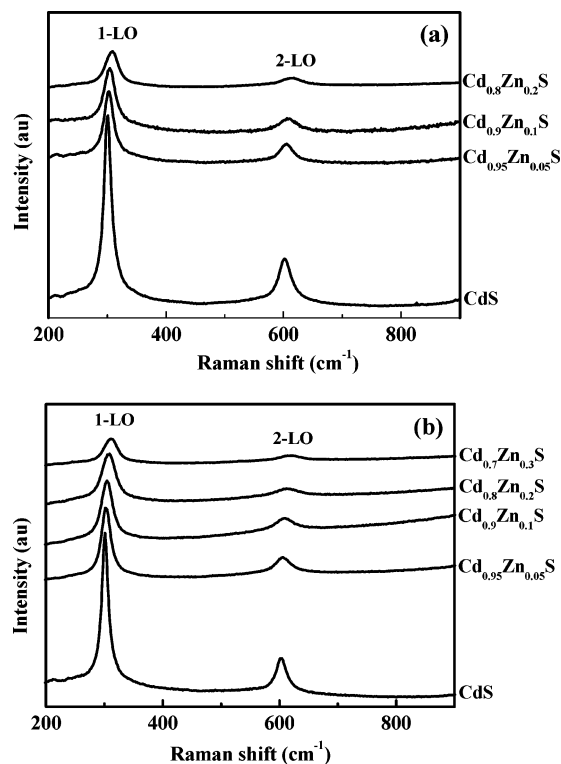 1-LO
(a)
2-LO
Cd0.8Zn0.2S
Cd0.9Zn0.1S
Cd0.95Zn0.05S
CdS
Intensity (au)
200 400 600 800
Raman shift (cm-1)
1-LO
(b)
2-LO
Cd0.7Zn0.3S
Cd0.8Zn0.2S
Cd0.9Zn0.1S
Cd0.95Zn0.05S
CdS
Intensity (au)
200 400 600 800
Raman shift (cm-1)